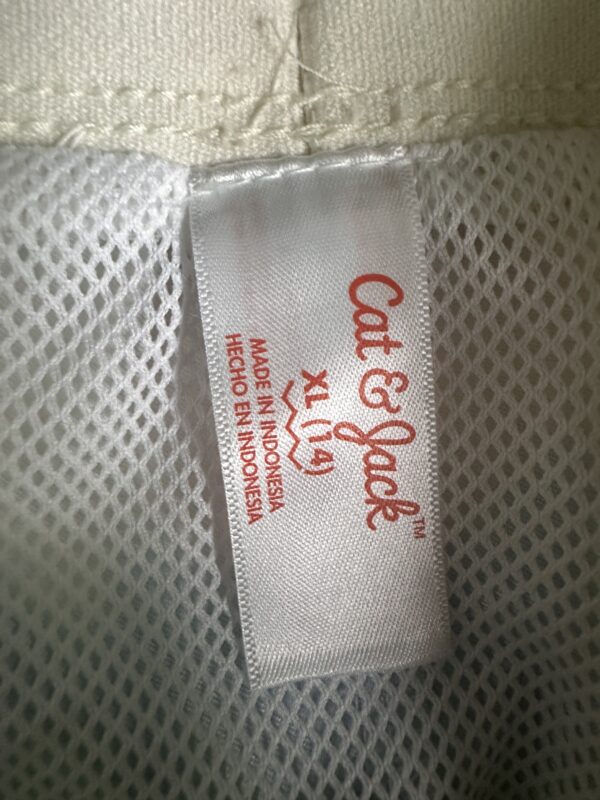 Cat & Jack™
XL (14)
MADE IN INDONESIA
HECHO EN INDONESIA